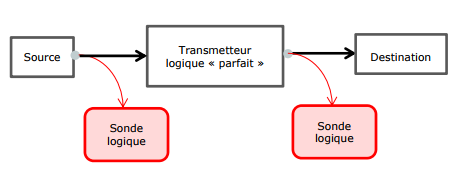 Source
Transmetteur
logique « parfait »
Destination
Sonde
logique
Sonde
logique